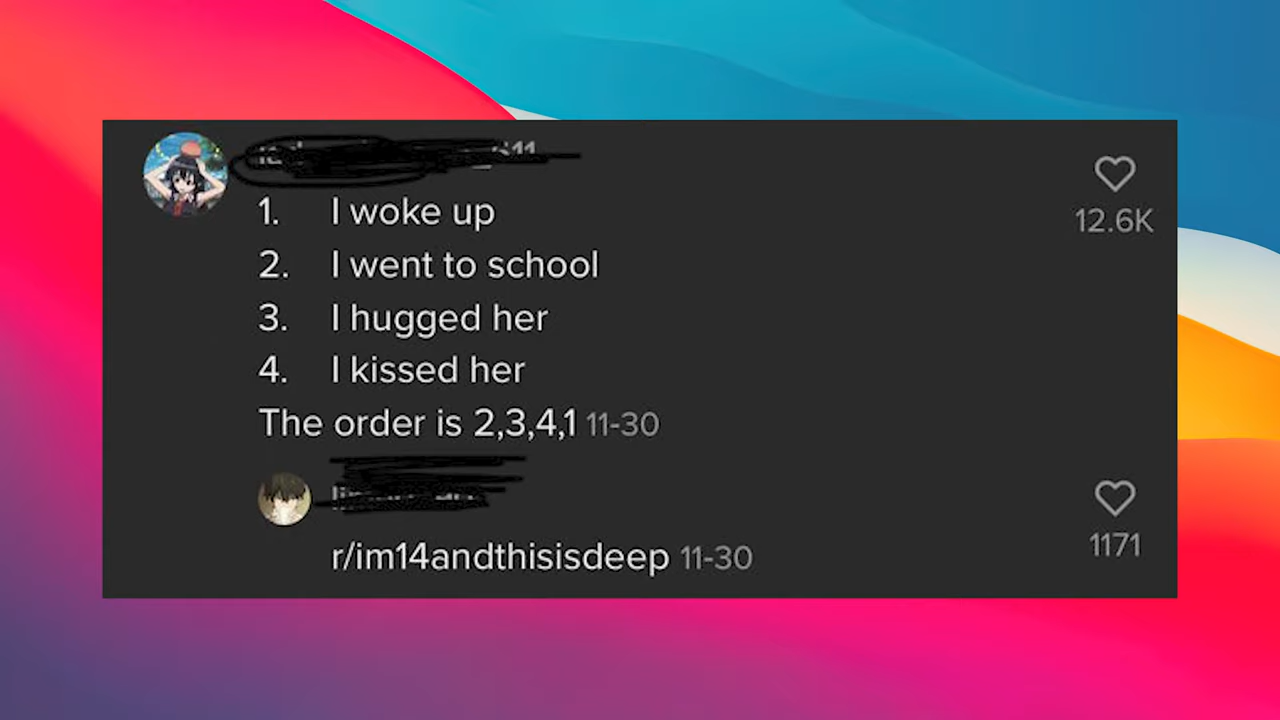 12.6K
1. I woke up
2. I went to school
3. I hugged her
4. I kissed her
The order is 2,3,4,1 11-30
r/im14andthisisdeep 11-30
1171